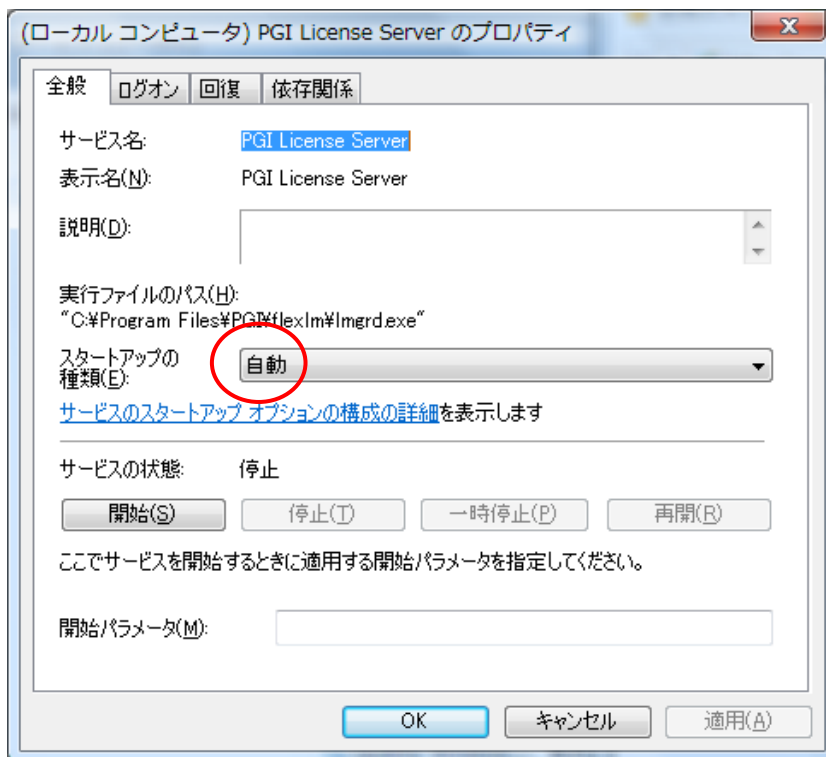 (ローカル コンピュータ) PGI License Server のプロパティ
全般 ログオン 回復 依存関係
サービス名: PGI License Server
表示名(N): PGI License Server
説明(D):
実行ファイルのパス(H):
"C:¥Program Files¥PGI¥flexlm¥lmgrd.exe"
スタートアップの
種類(E): 自動
サービスのスタートアップ オプションの構成の詳細を表示します
サービスの状態: 停止
開始(S) 停止(T) 一時停止(P) 再開(R)
ここでサービスを開始するときに適用する開始パラメータを指定してください。
開始パラメータ(M):
OK キャンセル 適用(A)